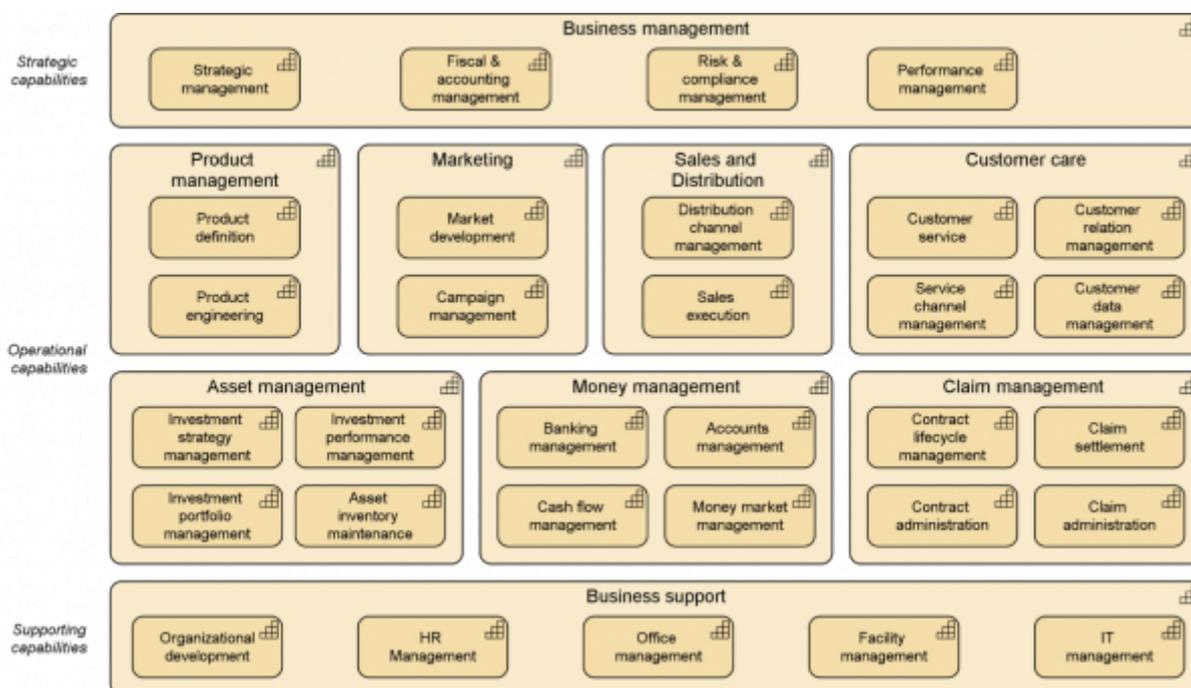 Business management
Strategic
capabilities
Strategic
management
Fiscal &
accounting
management
Risk &
compliance
management
Performance
management
Product
management
Product
definition
Product
engineering
Marketing
Market
development
Campaign
management
Sales and
Distribution
Distribution
channel
management
Sales
execution
Customer care
Customer
service
Customer
relation
management
Service
channel
management
Customer
data
management
Operational
capabilities
Asset management
Investment
strategy
management
Investment
performance
management
Investment
portfolio
management
Asset
inventory
maintenance
Money management
Banking
management
Accounts
management
Cash flow
management
Money market
management
Claim management
Contract
lifecycle
management
Claim
settlement
Contract
administration
Claim
administration
Business support
Supporting
capabilities
Organizational
development
HR
Management
Office
management
Facility
management
IT
management